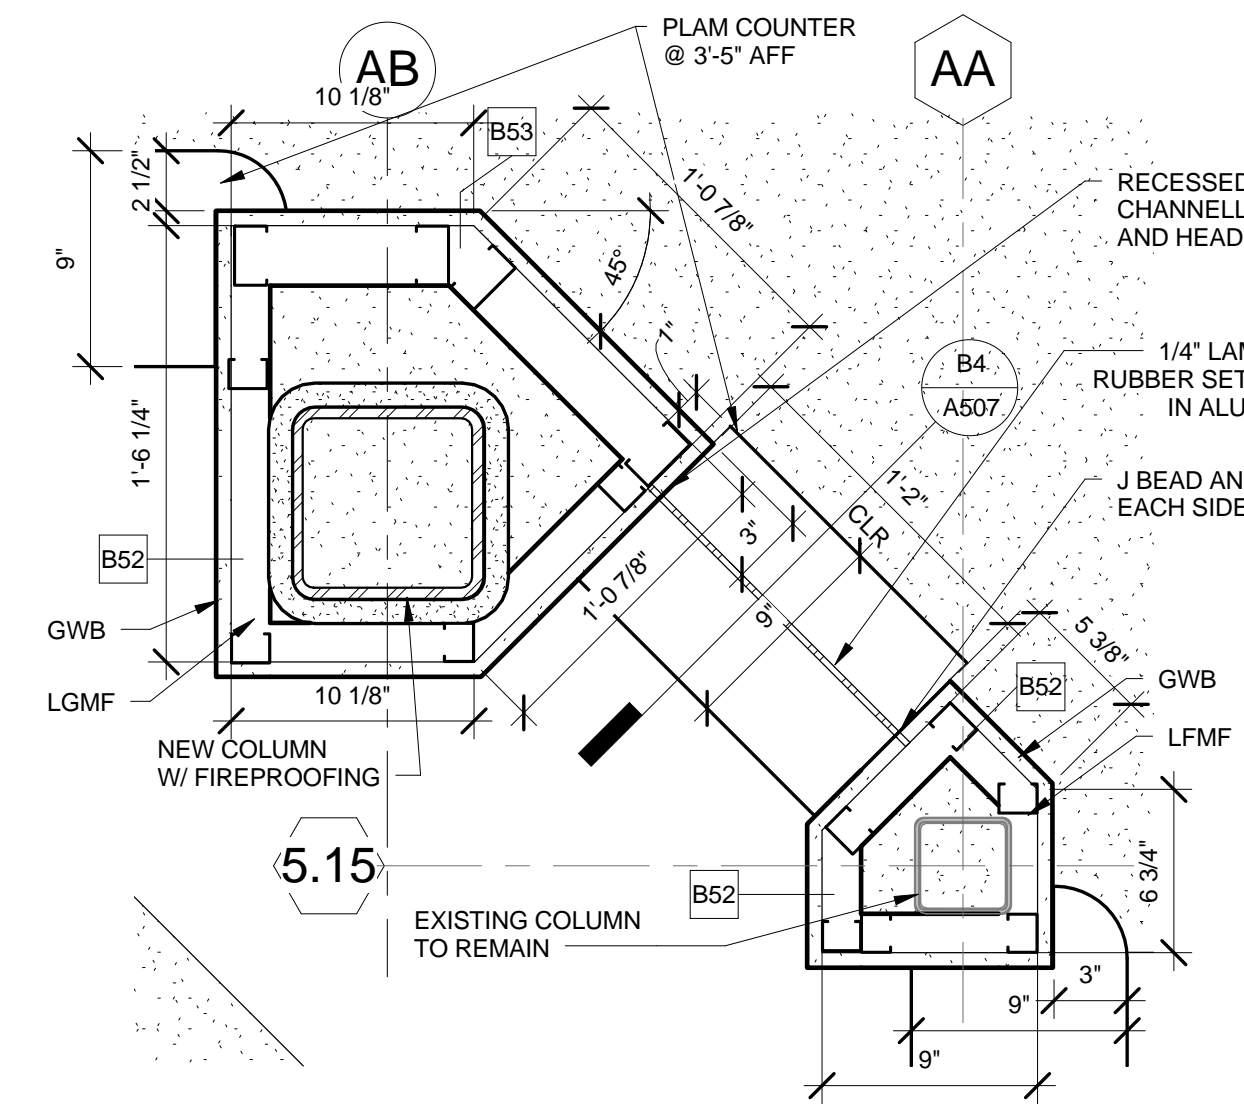 PLAM COUNTER
@ 3'-5" AFF
AB
AA
10 1/8"
B53
2 1/2"
9"
1'-0 7/8"
45°
1"
RECESSED
CHANNELL
AND HEAD
B4
A507
1/4" LAM
RUBBER SET
IN ALU
1'-6 1/4"
1'-2"
CLR
3"
J BEAD AN
EACH SIDE
B52
1'-0 7/8"
9"
GWB
LGMF
5 3/8"
B52
GWB
LFMF
10 1/8"
NEW COLUMN
W/ FIREPROOFING
5.15
6 3/4"
B52
EXISTING COLUMN
TO REMAIN
3"
9"
9"